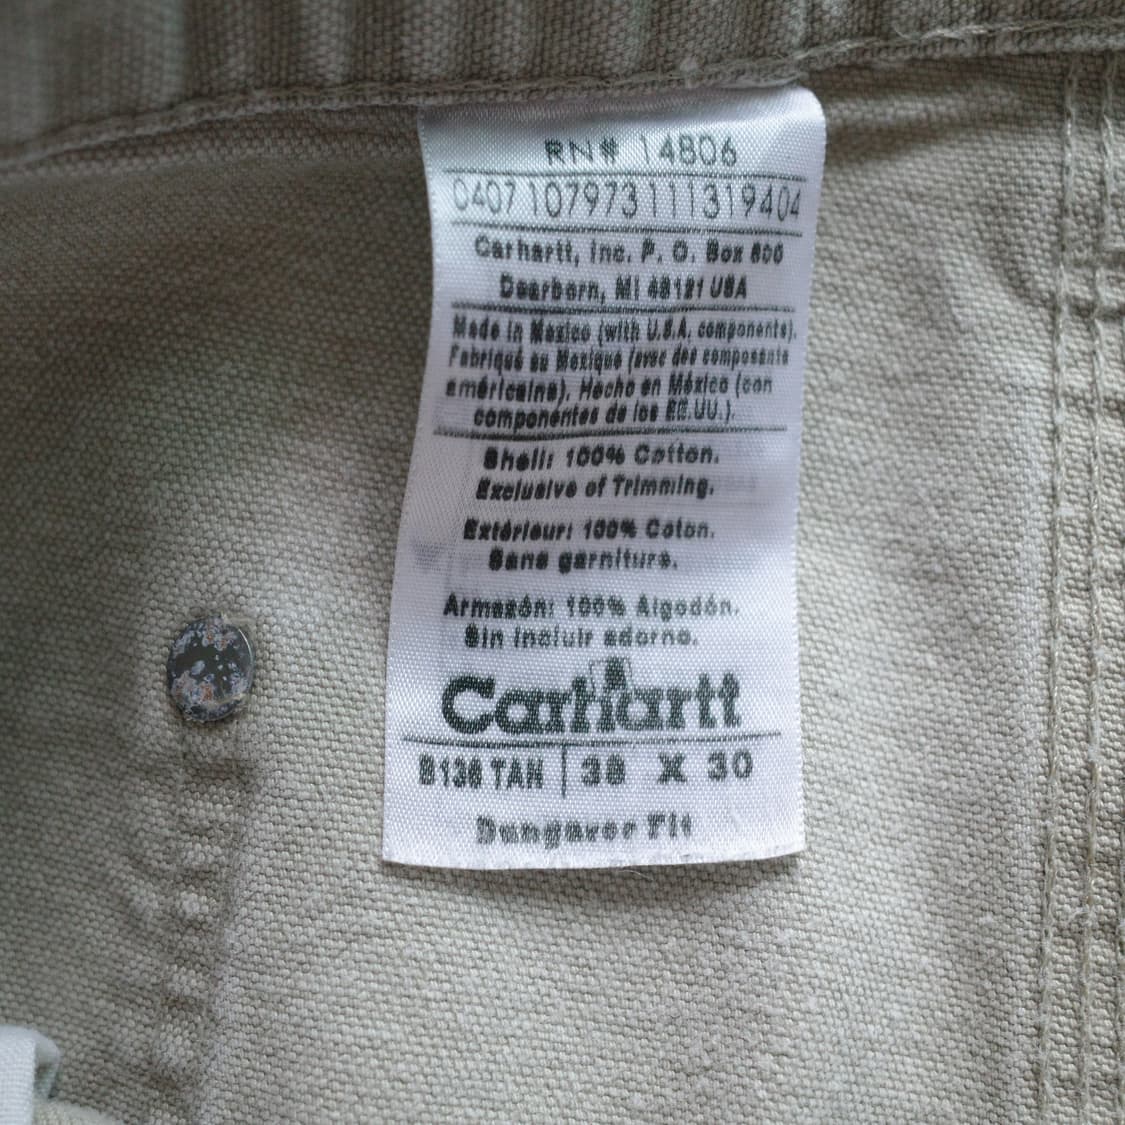 RN# 14806
0407 107973111319404
Carhartt, Inc. P. O. Box 600
Dearborn, MI 48121 USA
Made in Mexico (with U.S.A. components).
Fabriqué au Mexique (avec des composants
américains). Hecho en México (con
componentes de los EE.UU.).
Shell: 100% Cotton.
Exclusive of Trimming.
Extérieur: 100% Coton.
Sans garniture.
Armazón: 100% Algodón.
Sin incluir adorno.
Carhartt
B136 TAN 38 X 30
Dungaree Fit